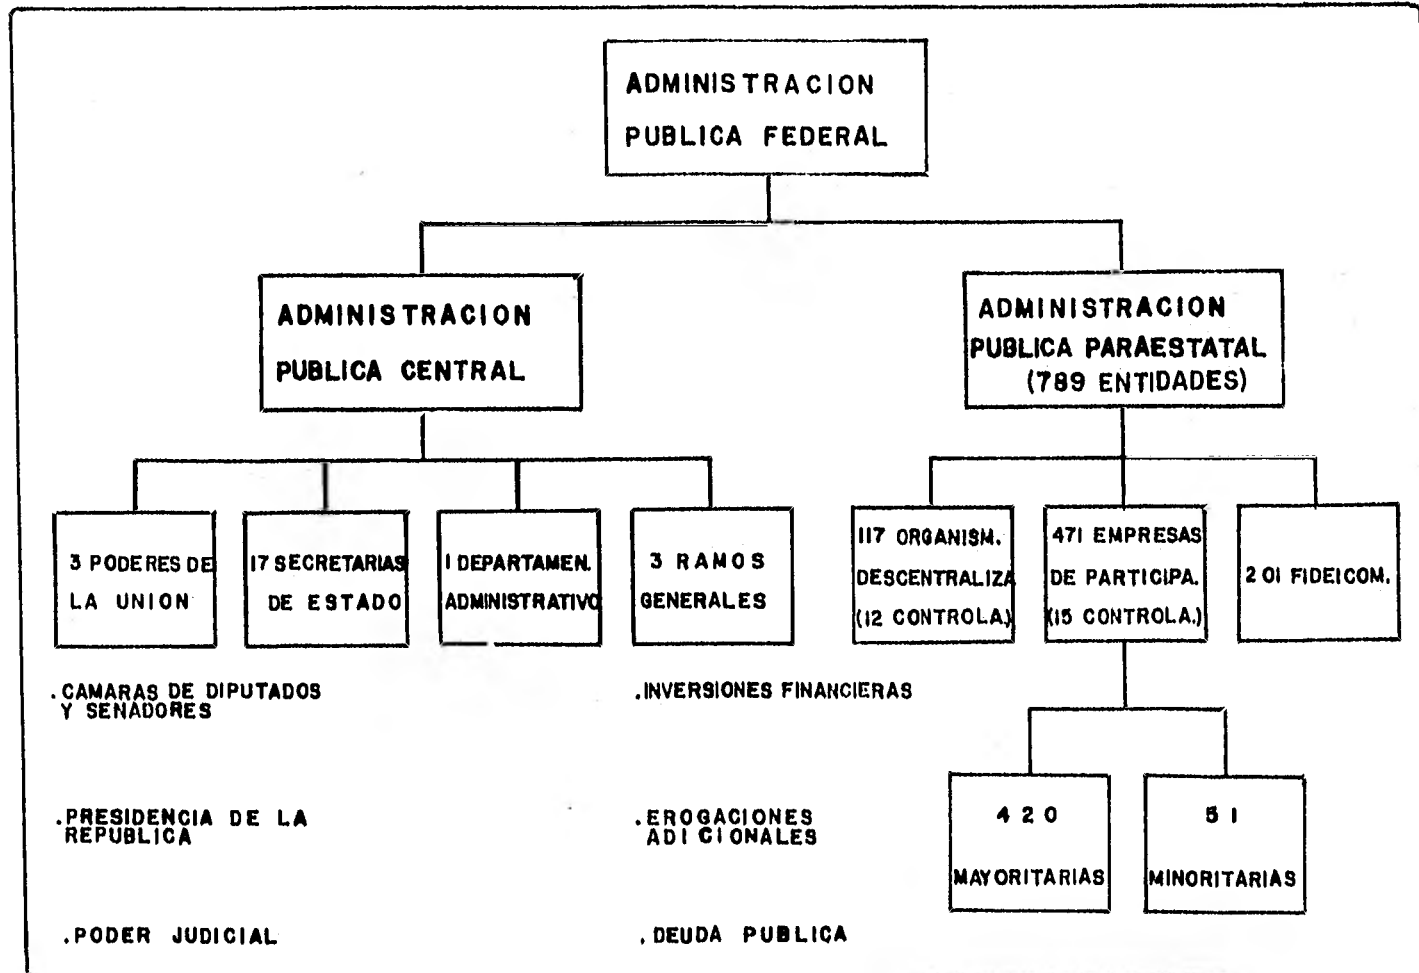 ADMINISTRACION
PUBLICA FEDERAL
ADMINISTRACION
PUBLICA CENTRAL
ADMINISTRACION
PUBLICA PARAESTATAL
(789 ENTIDADES)
3 PODERES DE
LA UNION
17 SECRETARIAS
DE ESTADO
1 DEPARTAMEN.
ADMINISTRATIVO
3 RAMOS
GENERALES
117 ORGANISM.
DESCENTRALIZA
(12 CONTROLA.)
471 EMPRESAS
DE PARTICIPA.
(15 CONTROLA.)
201 FIDEICOM.
.CAMARAS DE DIPUTADOS
Y SENADORES
.PRESIDENCIA DE LA
REPUBLICA
.PODER JUDICIAL
.INVERSIONES FINANCIERAS
.EROGACIONES
ADICIONALES
.DEUDA PUBLICA
420
MAYORITARIAS
51
MINORITARIAS